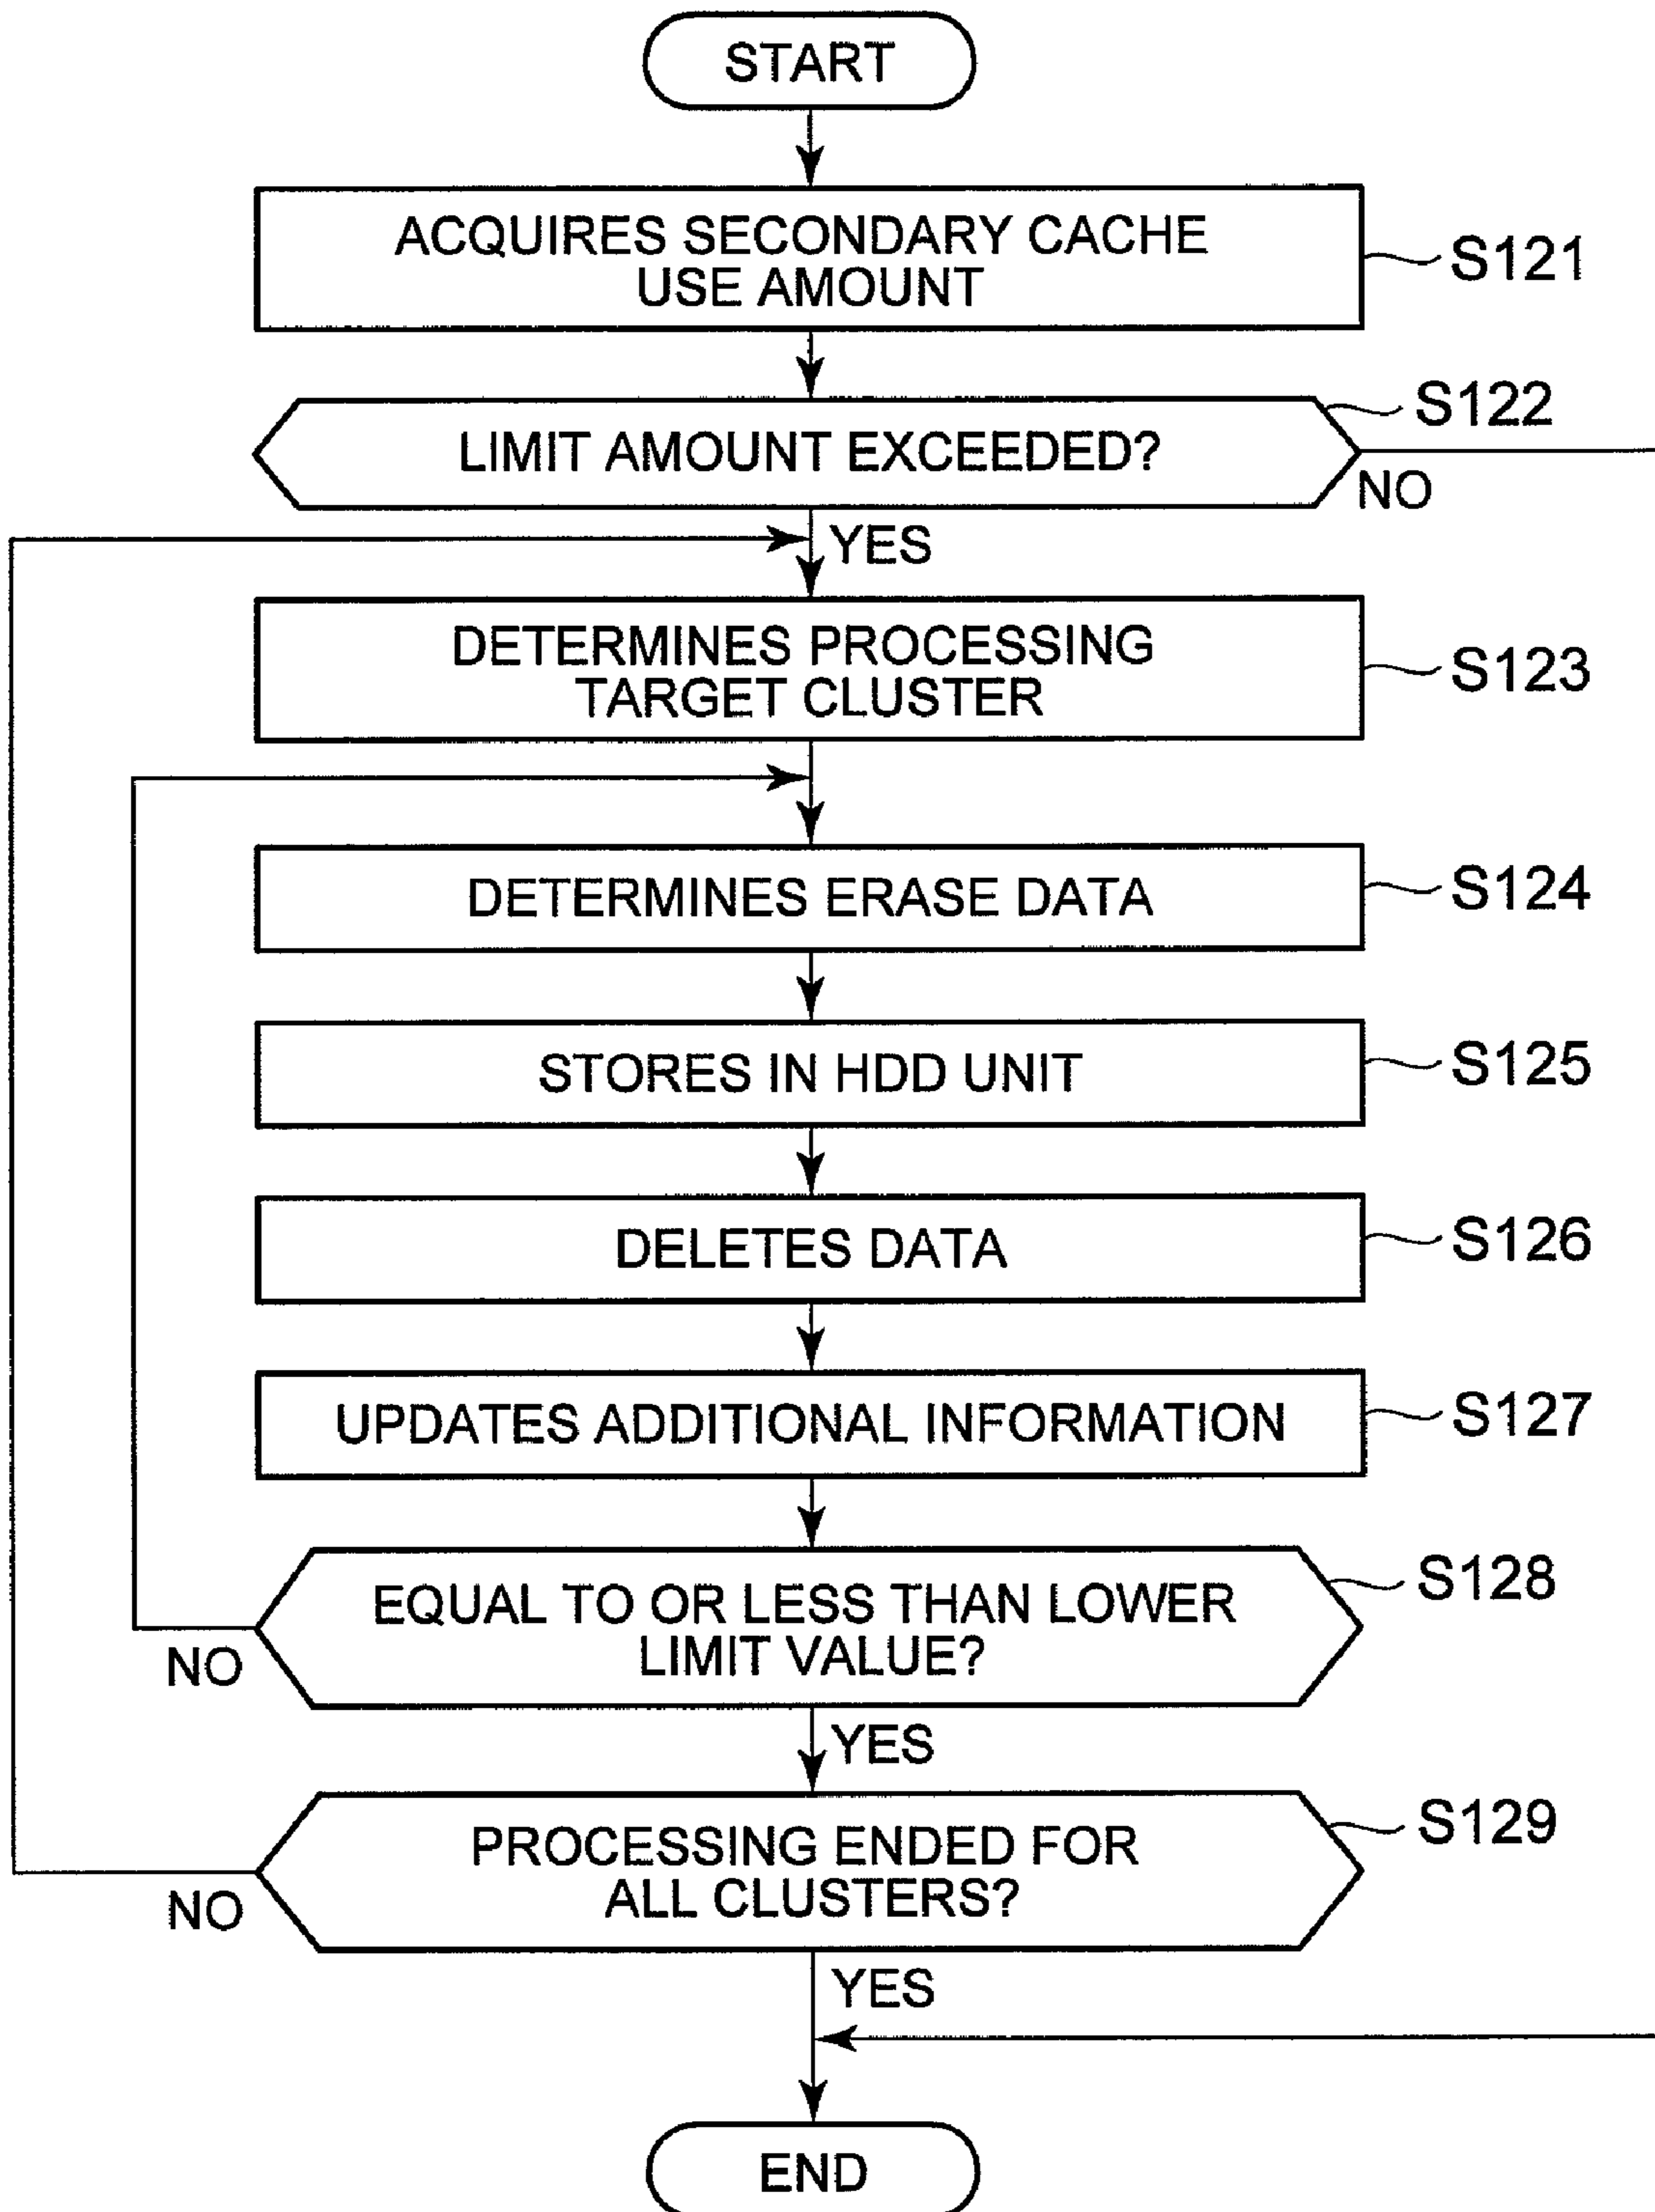 START
ACQUIRES SECONDARY CACHE
USE AMOUNT
S121
S122
LIMIT AMOUNT EXCEEDED?
NO
YES
DETERMINES PROCESSING
TARGET CLUSTER
S123
DETERMINES ERASE DATA
S124
STORES IN HDD UNIT
S125
DELETES DATA
S126
UPDATES ADDITIONAL INFORMATION
S127
S128
EQUAL TO OR LESS THAN LOWER
LIMIT VALUE?
NO
YES
S129
PROCESSING ENDED FOR
ALL CLUSTERS?
NO
YES
END